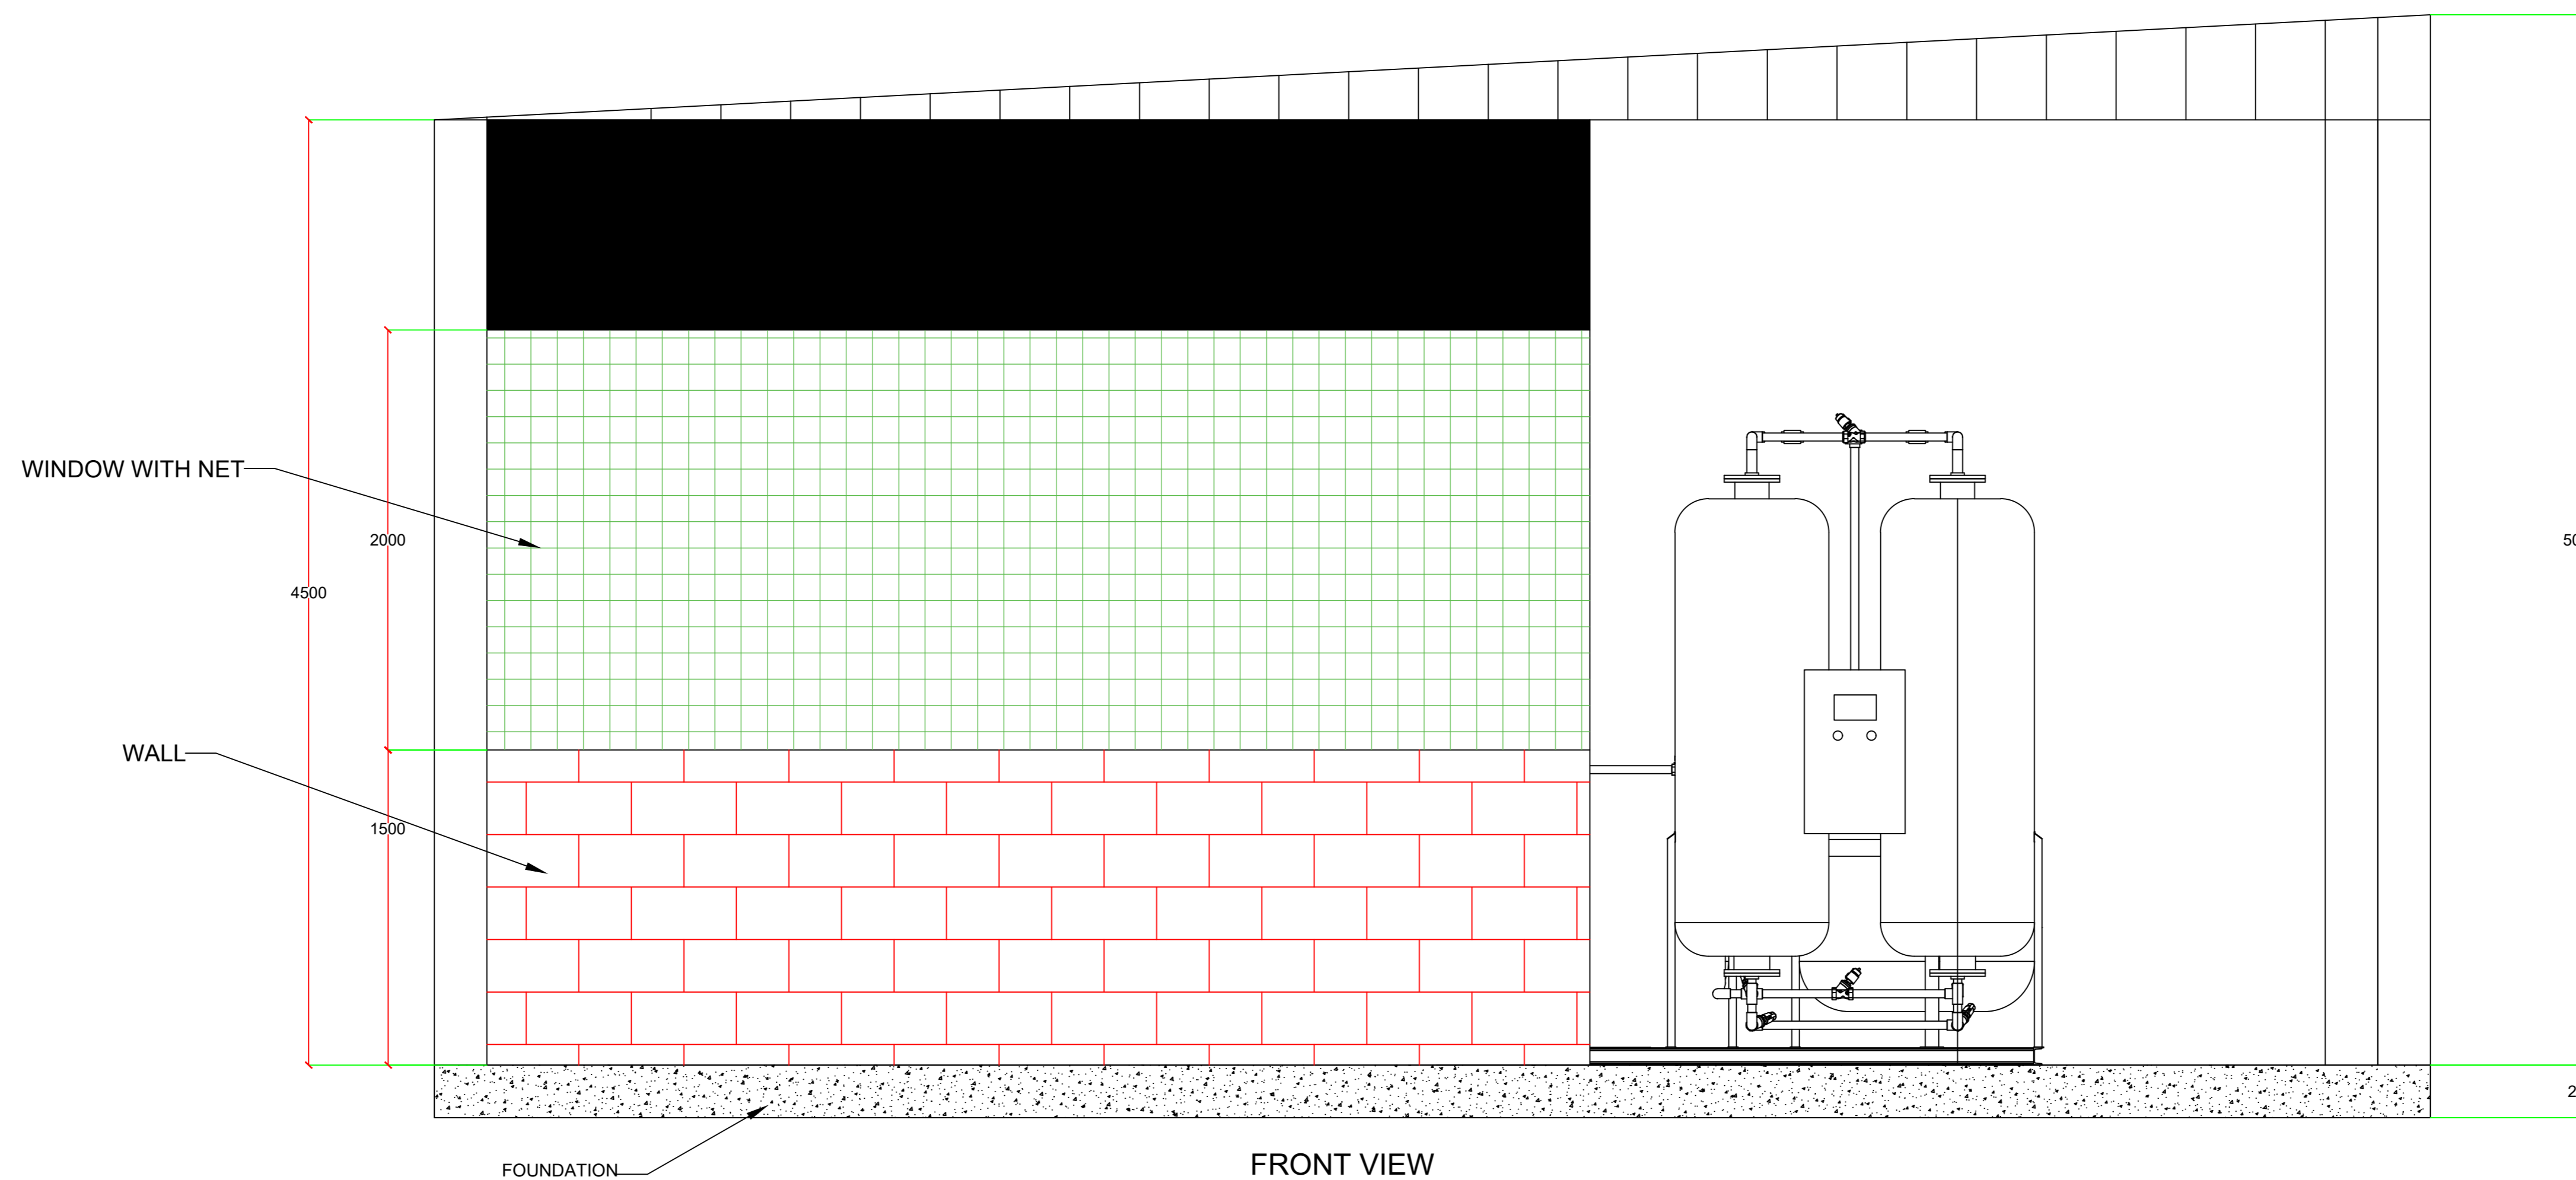 WINDOW WITH NET
2000
4500
WALL
1500
FOUNDATION
FRONT VIEW